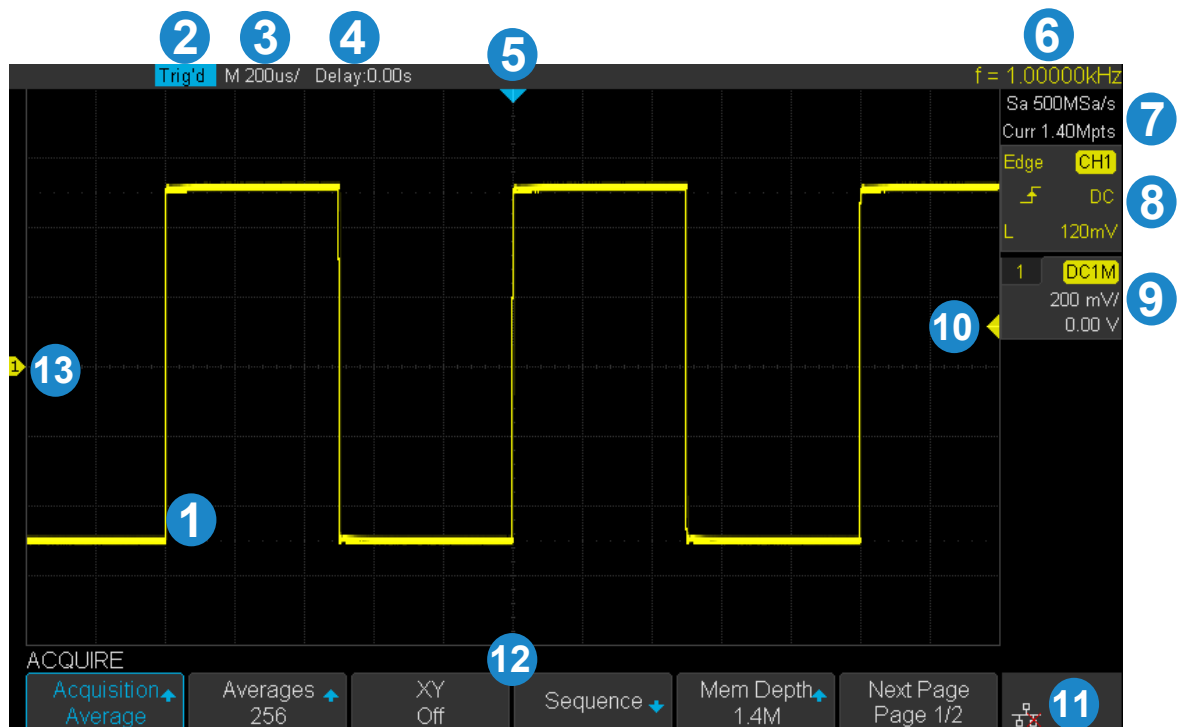 2 3 4 5 6
Trig'd M 200us/ Delay:0.00s f = 1.00000kHz
Sa 500MSa/s
Curr 1.40Mpts
7
Edge CH1
DC
8
L 120mV
1 DC1M
200 mV/
0.00 V
9
10
1
13
1
12
ACQUIRE
Acquisition
Average
Averages
256
XY
Off
Sequence
Mem Depth
1.4M
Next Page
Page 1/2
11